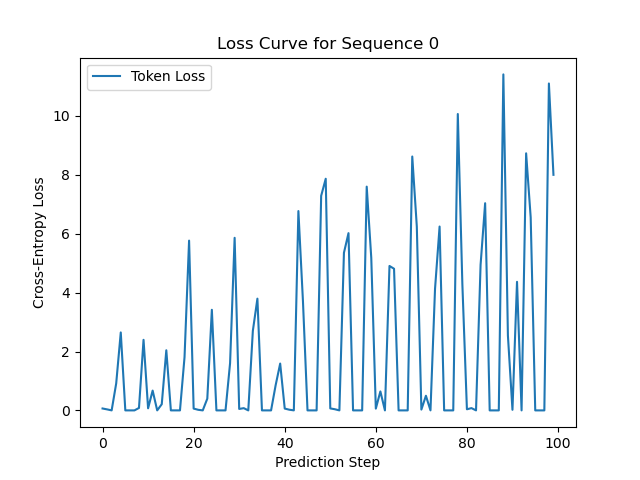 Loss Curve for Sequence 0
Token Loss
Cross-Entropy Loss
10
8
6
4
2
0
0 20 40 60 80 100
Prediction Step